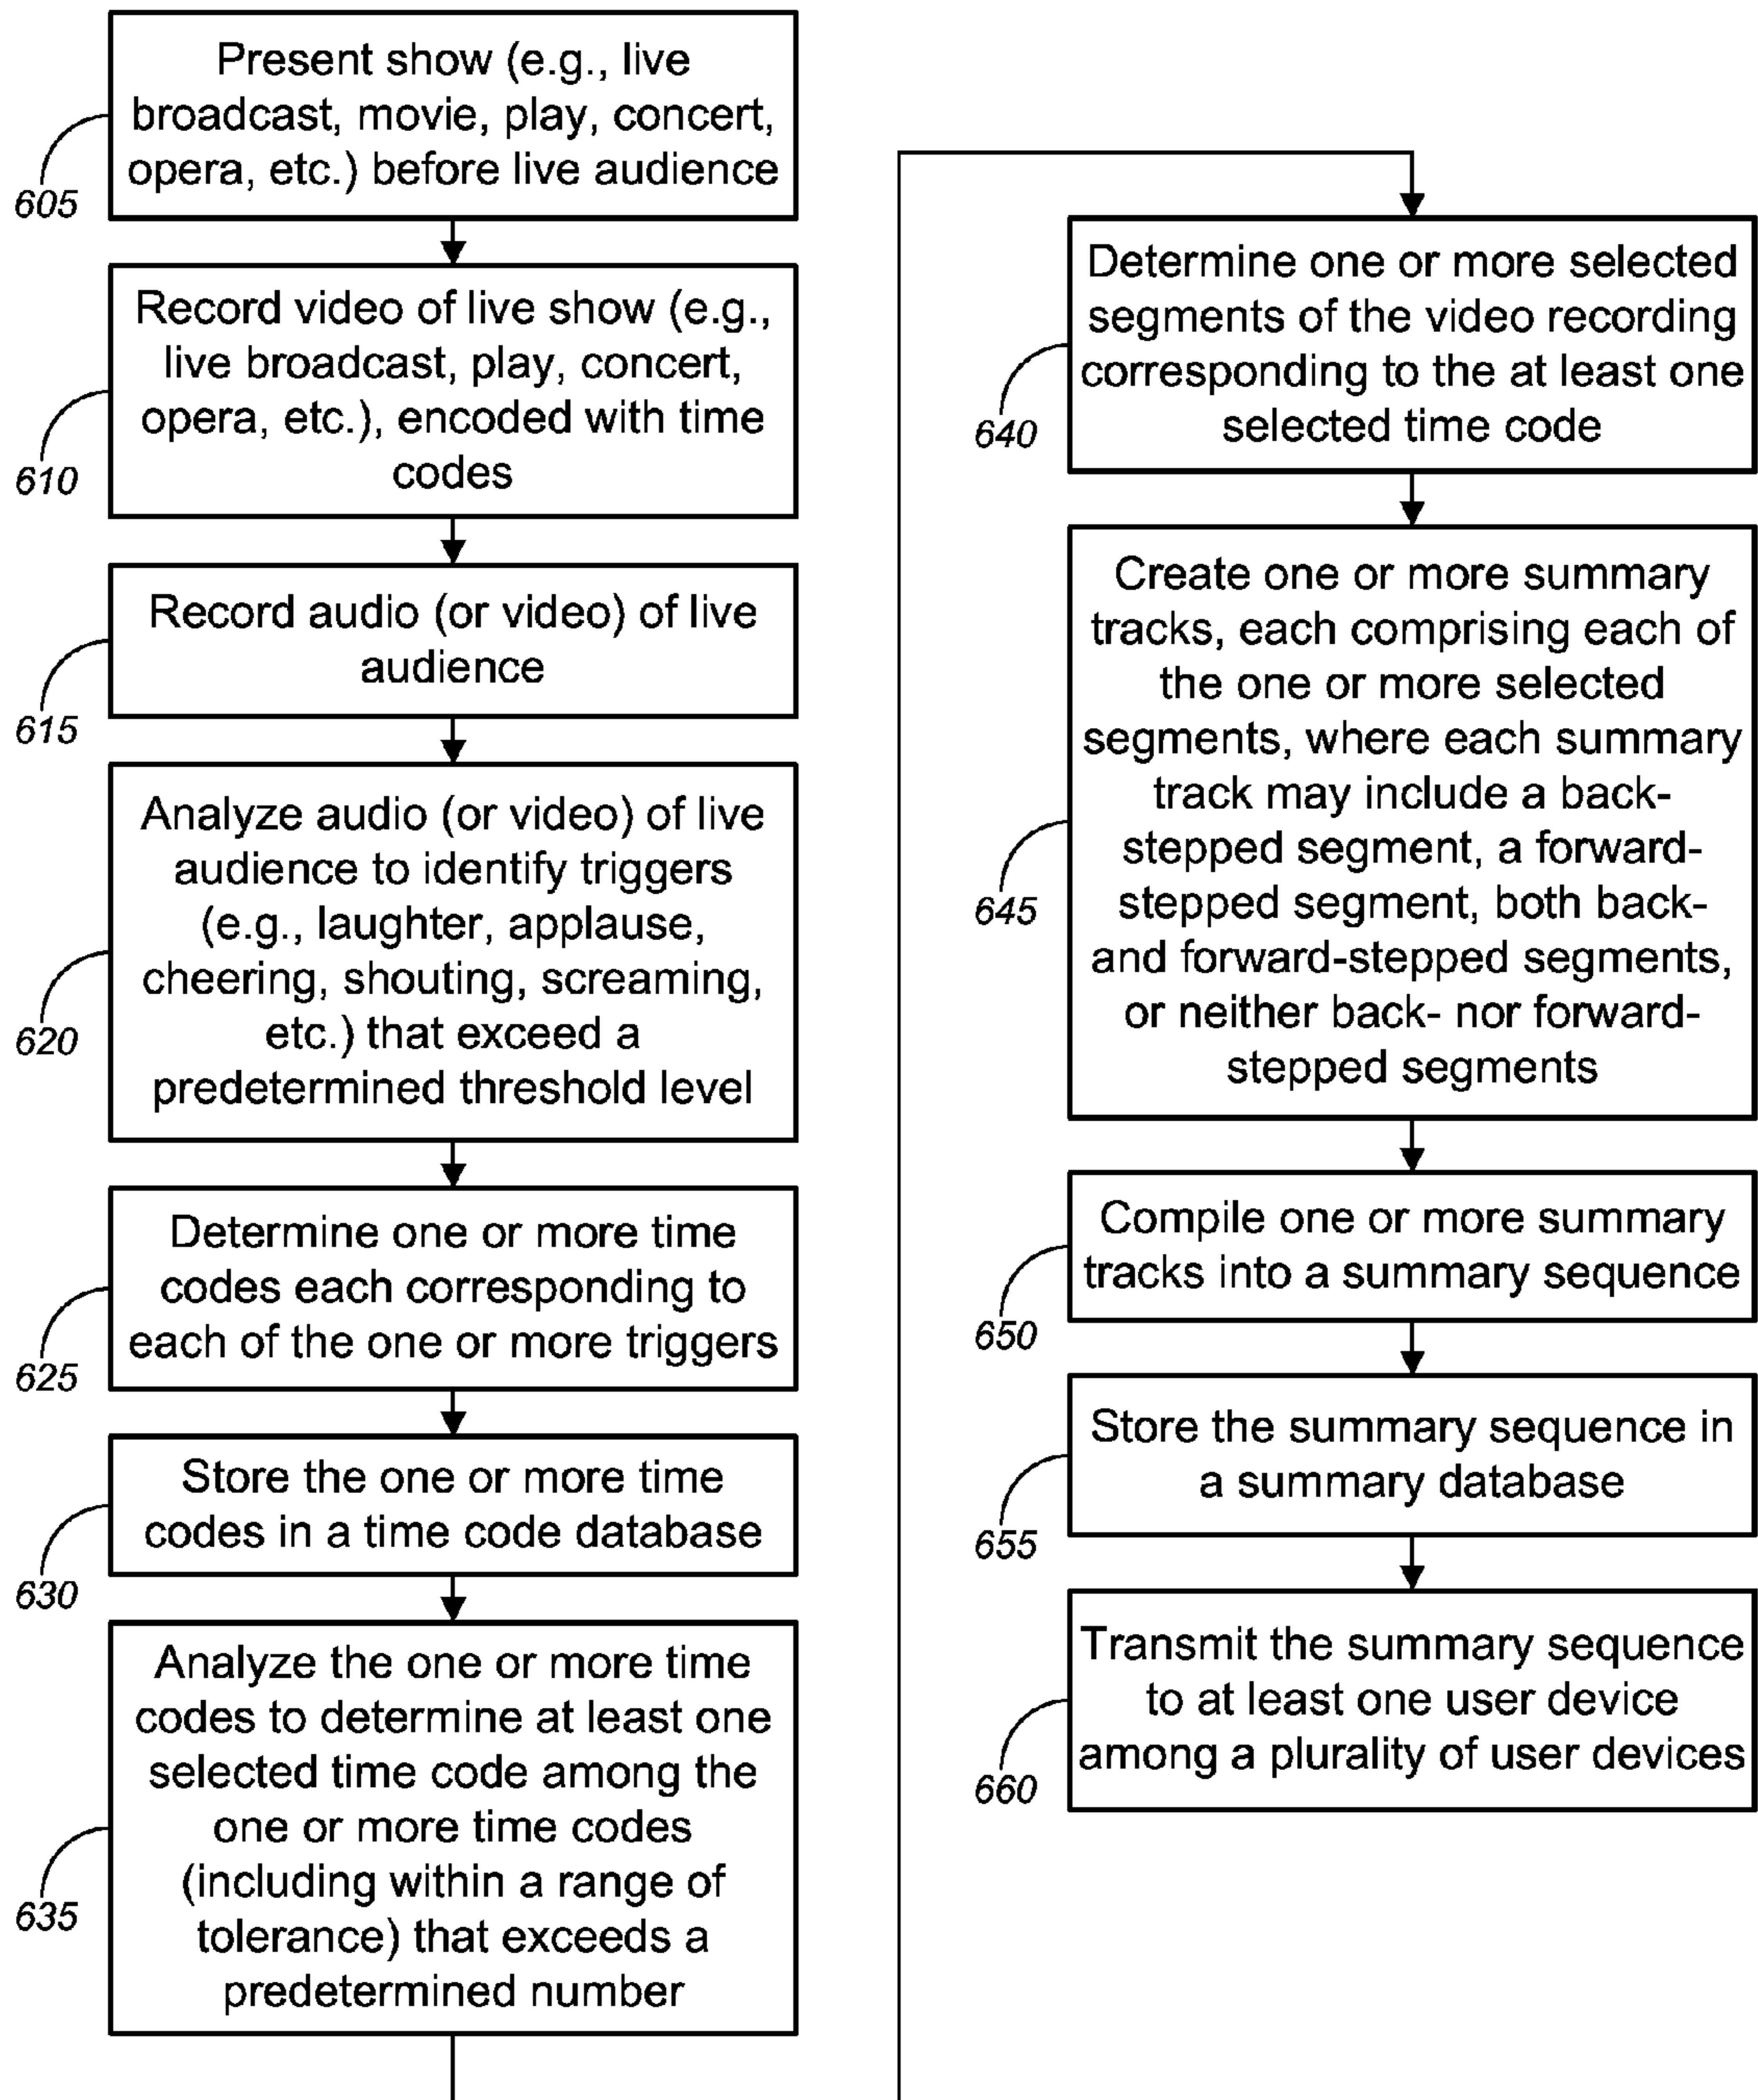 Present show (e.g., live
broadcast, movie, play, concert,
opera, etc.) before live audience
605
Record video of live show (e.g.,
live broadcast, play, concert,
opera, etc.), encoded with time
codes
610
Record audio (or video) of live
audience
615
Analyze audio (or video) of live
audience to identify triggers
(e.g., laughter, applause,
cheering, shouting, screaming,
etc.) that exceed a
predetermined threshold level
620
Determine one or more time
codes each corresponding to
each of the one or more triggers
625
Store the one or more time
codes in a time code database
630
Analyze the one or more time
codes to determine at least one
selected time code among the
one or more time codes
(including within a range of
tolerance) that exceeds a
predetermined number
635
Determine one or more selected
segments of the video recording
corresponding to the at least one
selected time code
640
Create one or more summary
tracks, each comprising each of
the one or more selected
segments, where each summary
track may include a back-
stepped segment, a forward-
stepped segment, both back-
and forward-stepped segments,
or neither back- nor forward-
stepped segments
645
Compile one or more summary
tracks into a summary sequence
650
Store the summary sequence in
a summary database
655
Transmit the summary sequence
to at least one user device
among a plurality of user devices
660